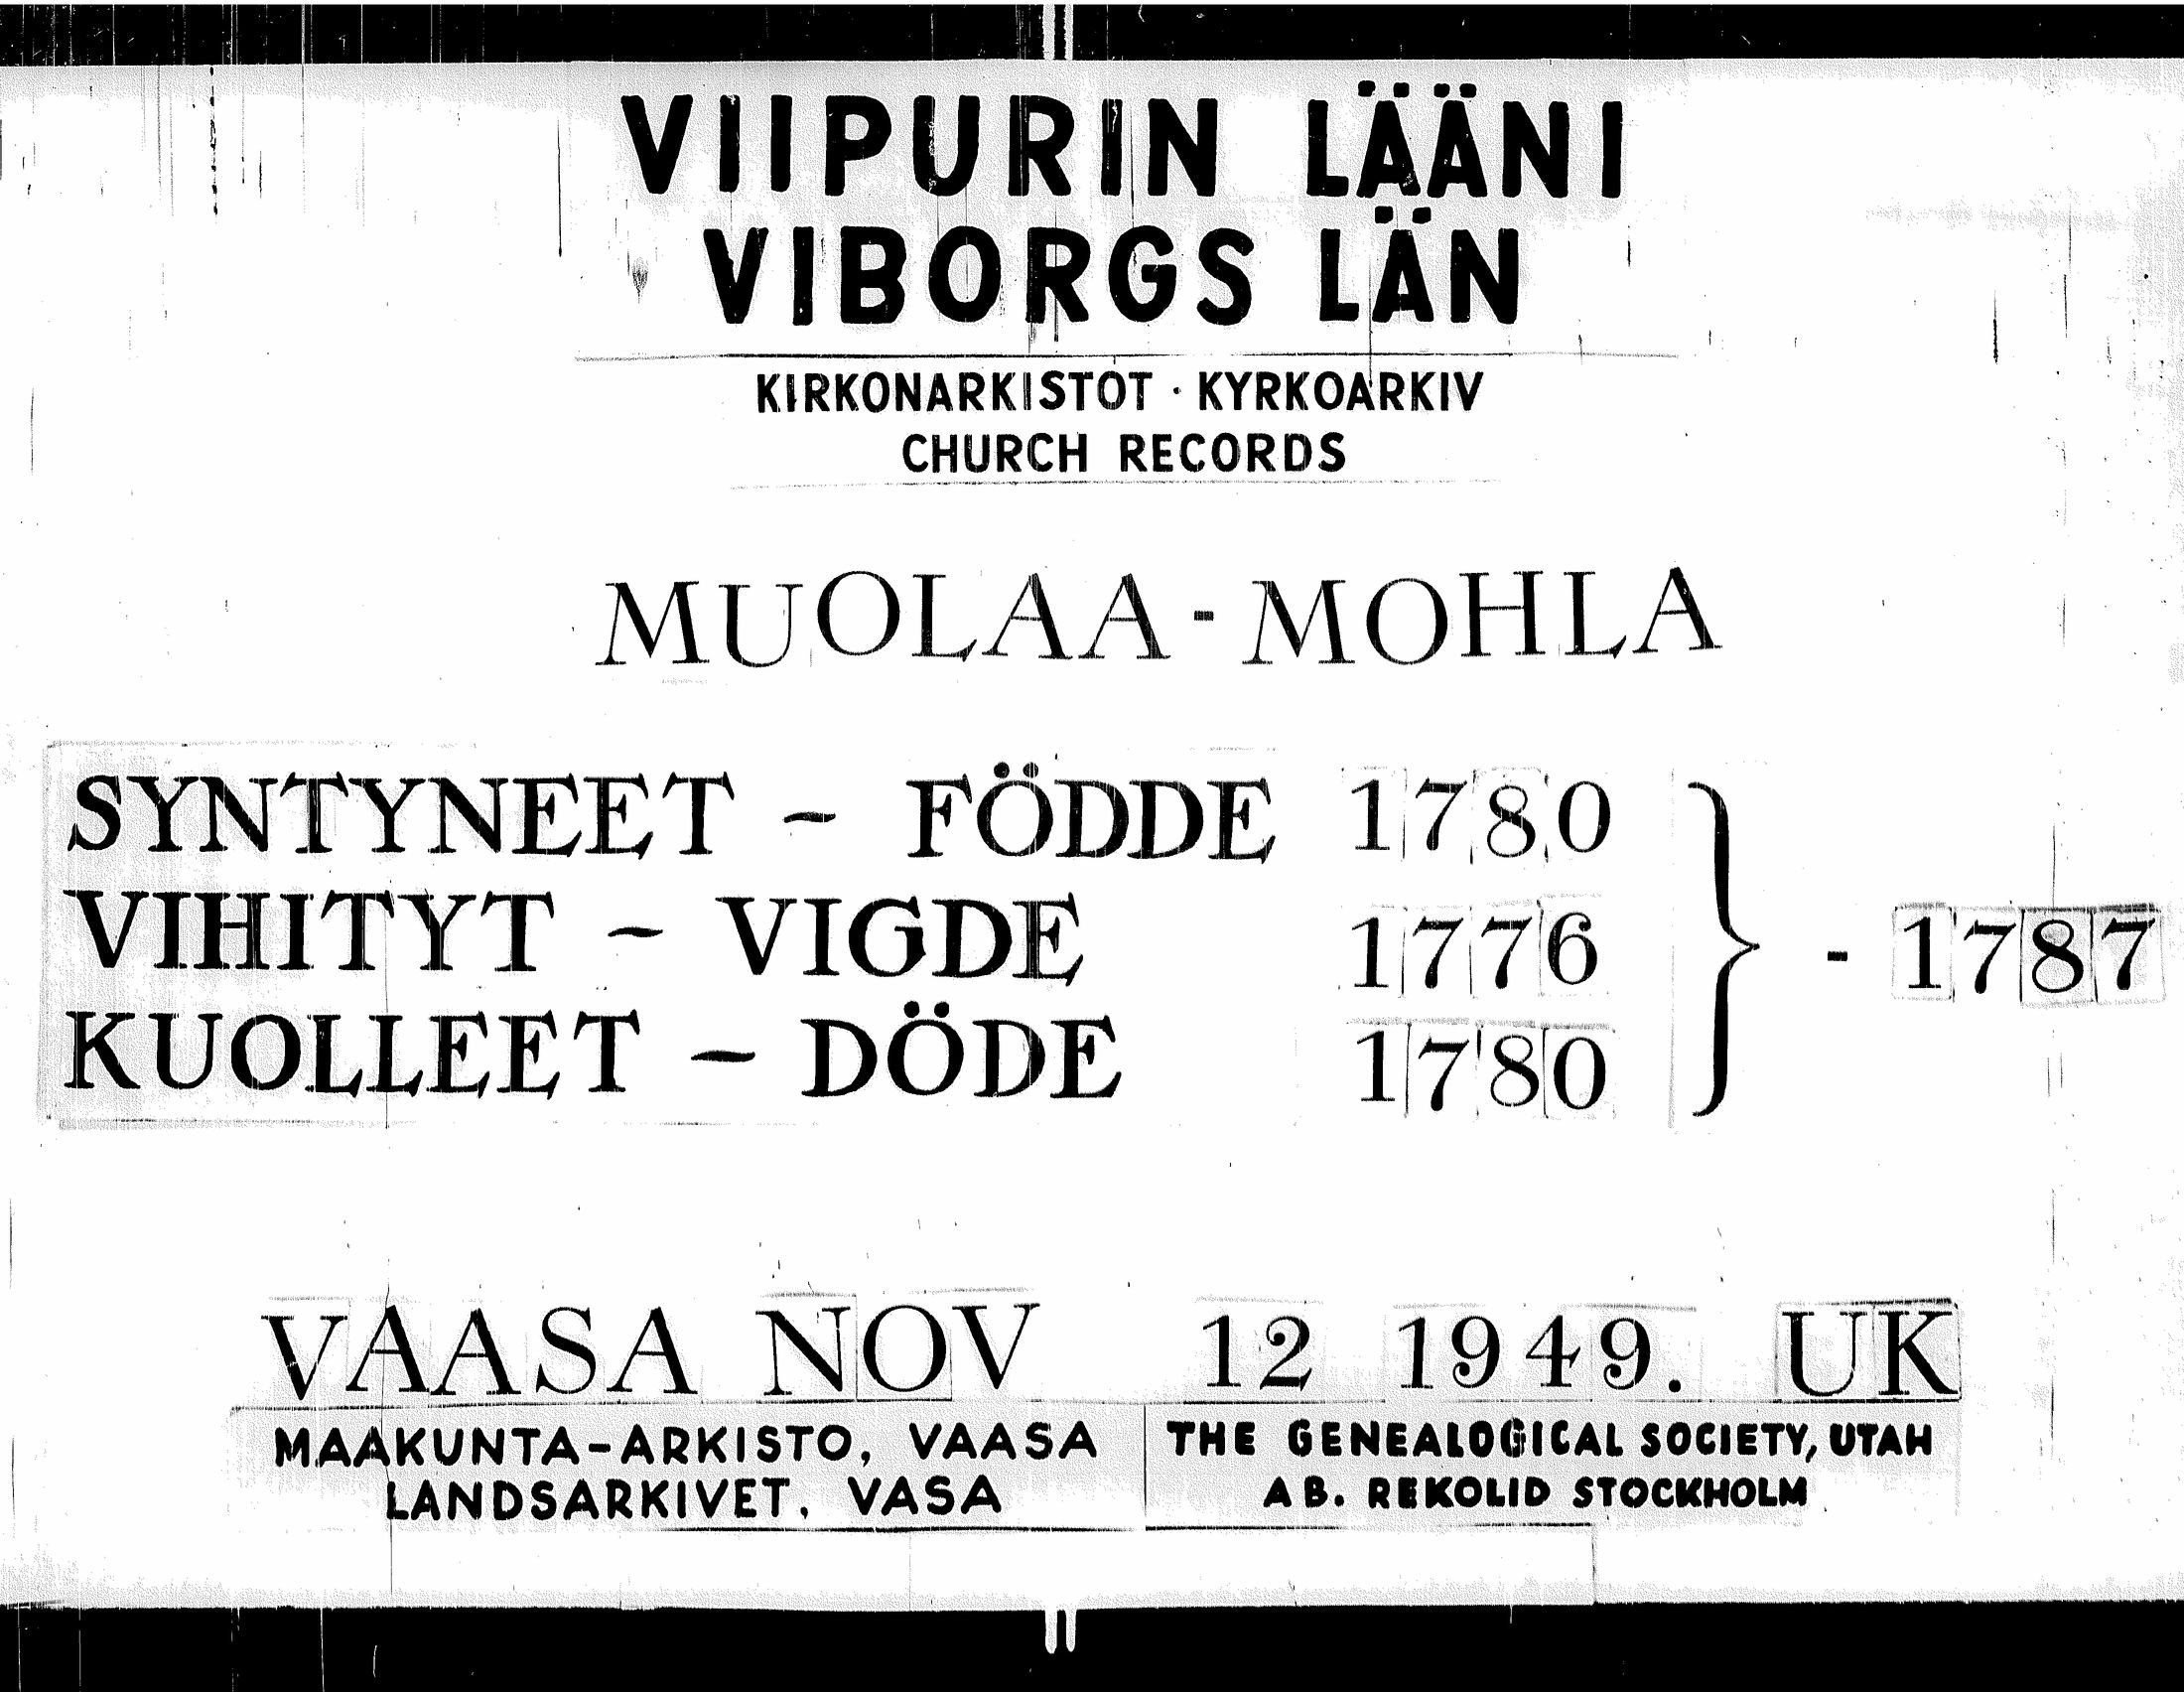 VIIPURIN LÄÄNI
VIBORGS LÄN
KIRKONARKISTOT · KYRKOARKIV
CHURCH RECORDS
MUOLAA-MOHLA
SYNTYNEET - FÖDDE 1780
VIHITYT - VIGDE 1776 } - 1787
KUOLLEET - DÖDE 1780
VAASA NOV 12 1949. UK
MAAKUNTA-ARKISTO, VAASA
LANDSARKIVET, VASA
THE GENEALOGICAL SOCIETY, UTAH
AB. REKOLID STOCKHOLM